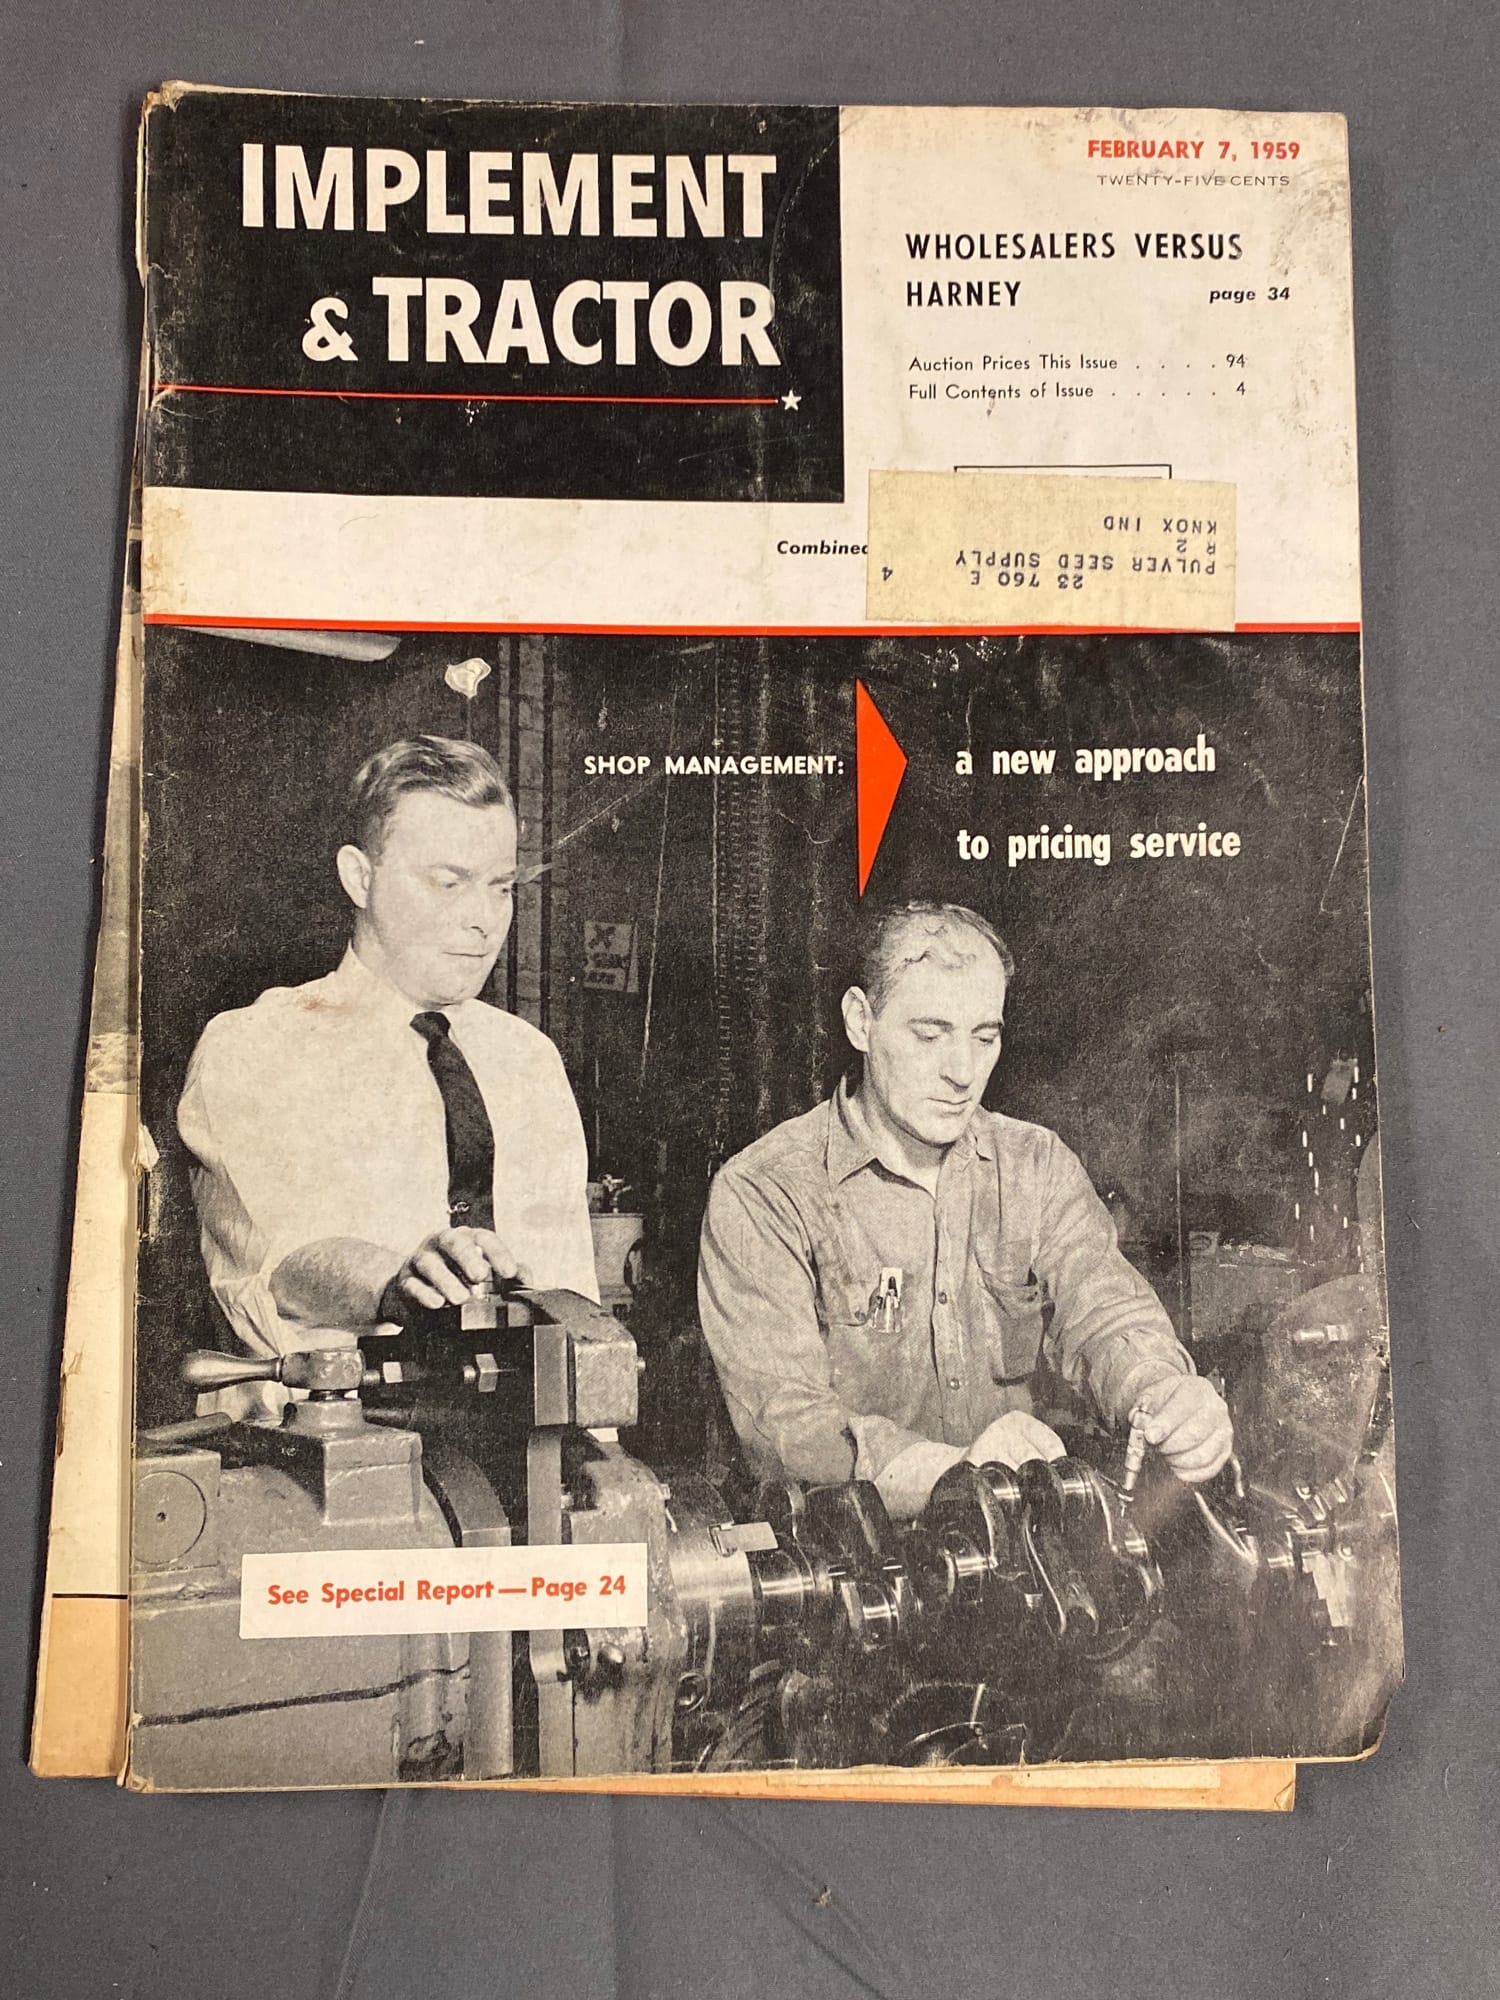 IMPLEMENT
& TRACTOR
FEBRUARY 7, 1959
TWENTY-FIVE CENTS
WHOLESALERS VERSUS
HARNEY page 34
Auction Prices This Issue . . . . 94
Full Contents of Issue . . . . . 4
Combined
23 760 E 4
PULVER SEED SUPPLY
R 2
KNOX IND
SHOP MANAGEMENT:
a new approach
to pricing service
See Special Report—Page 24